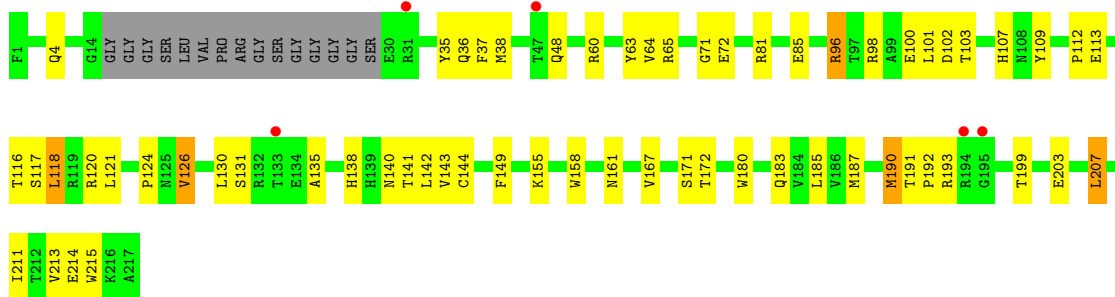 F1 Q4 G14 GLY GLY GLY SER LEU VAL PRO ARG GLY SER GLY GLY GLY GLY SER E30 R31 Y35 Q36 F37 M38 T47 Q48 R60 Y63 V64 R65 G71 E72 R81 E85 R96 T97 R98 A99 E100 L101 D102 T103 H107 N108 Y109 P112 E113
T116 S117 L118 R119 R120 L121 P124 N125 V126 L130 S131 R132 T133 E134 A135 H138 H139 N140 T141 L142 V143 C144 F149 K155 W158 N161 V167 S171 T172 W180 Q183 V184 L185 V186 M187 M190 T191 P192 R193 R194 G195 T199 E203 L207
I211 T212 V213 E214 W215 K216 A217